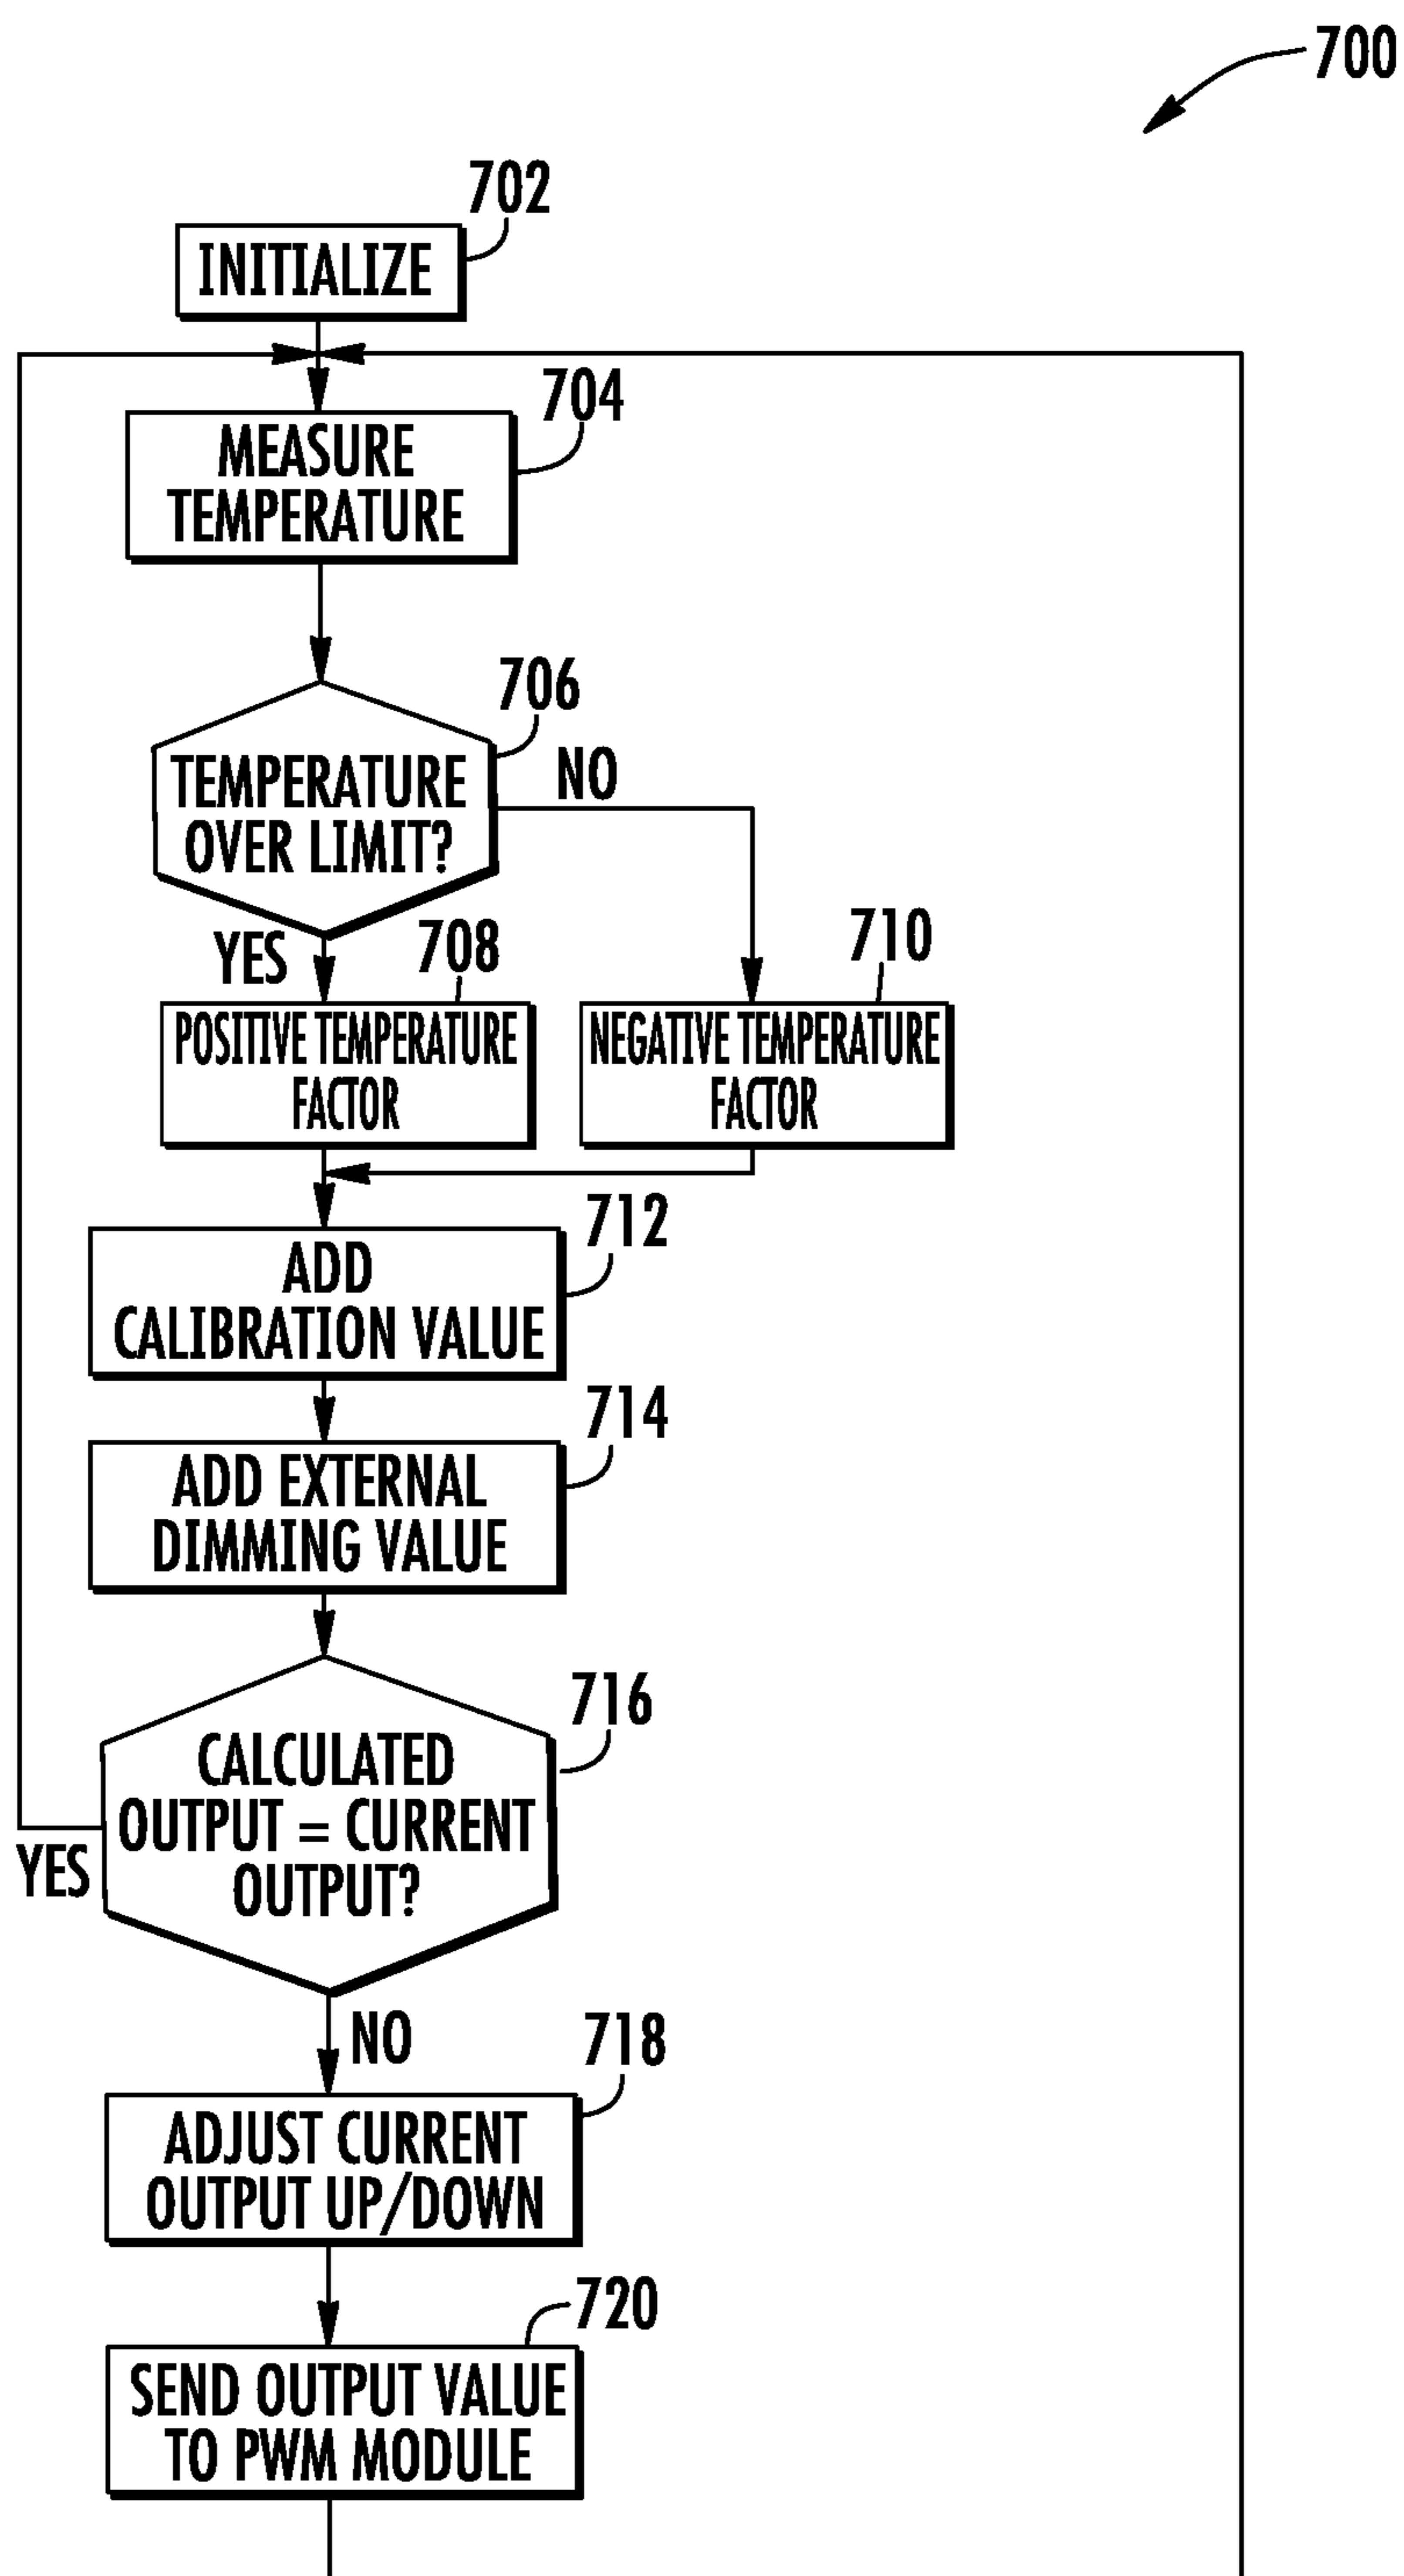 700
702
INITIALIZE
704
MEASURE
TEMPERATURE
706
TEMPERATURE
OVER LIMIT?
NO
YES
708
710
POSITIVE TEMPERATURE
FACTOR
NEGATIVE TEMPERATURE
FACTOR
712
ADD
CALIBRATION VALUE
714
ADD EXTERNAL
DIMMING VALUE
716
CALCULATED
OUTPUT = CURRENT
OUTPUT?
YES
NO
718
ADJUST CURRENT
OUTPUT UP/DOWN
720
SEND OUTPUT VALUE
TO PWM MODULE